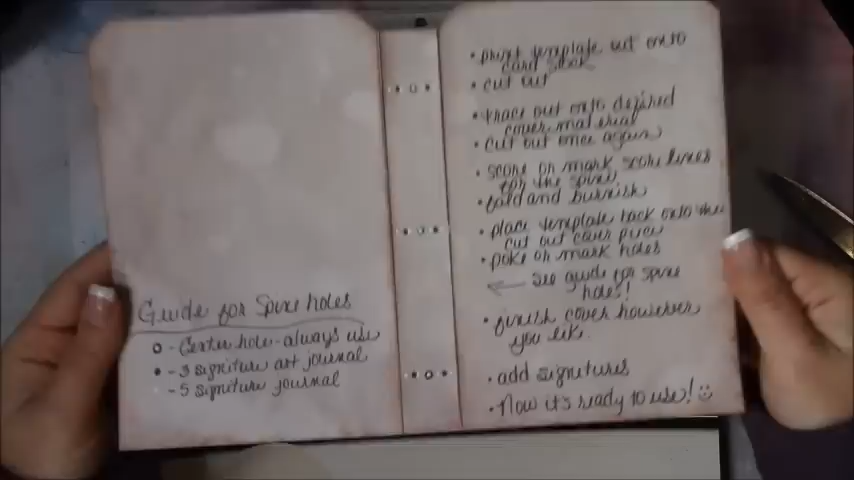 Guide for Spine holes
o - Center hole - always use
• - 3 signiture art journal
• - 5 signiture journal
• print template out onto
card stock
• cut out
• trace out onto desired
cover material
• cut out once again
• score or mark score lines
for the spine
• fold and burnish
• place template back onto the
cut out cover piece
• poke or mark holes
← See guide for spine
holes!
• finish cover however
you like.
• add signitures
• Now it's ready to use! ☺